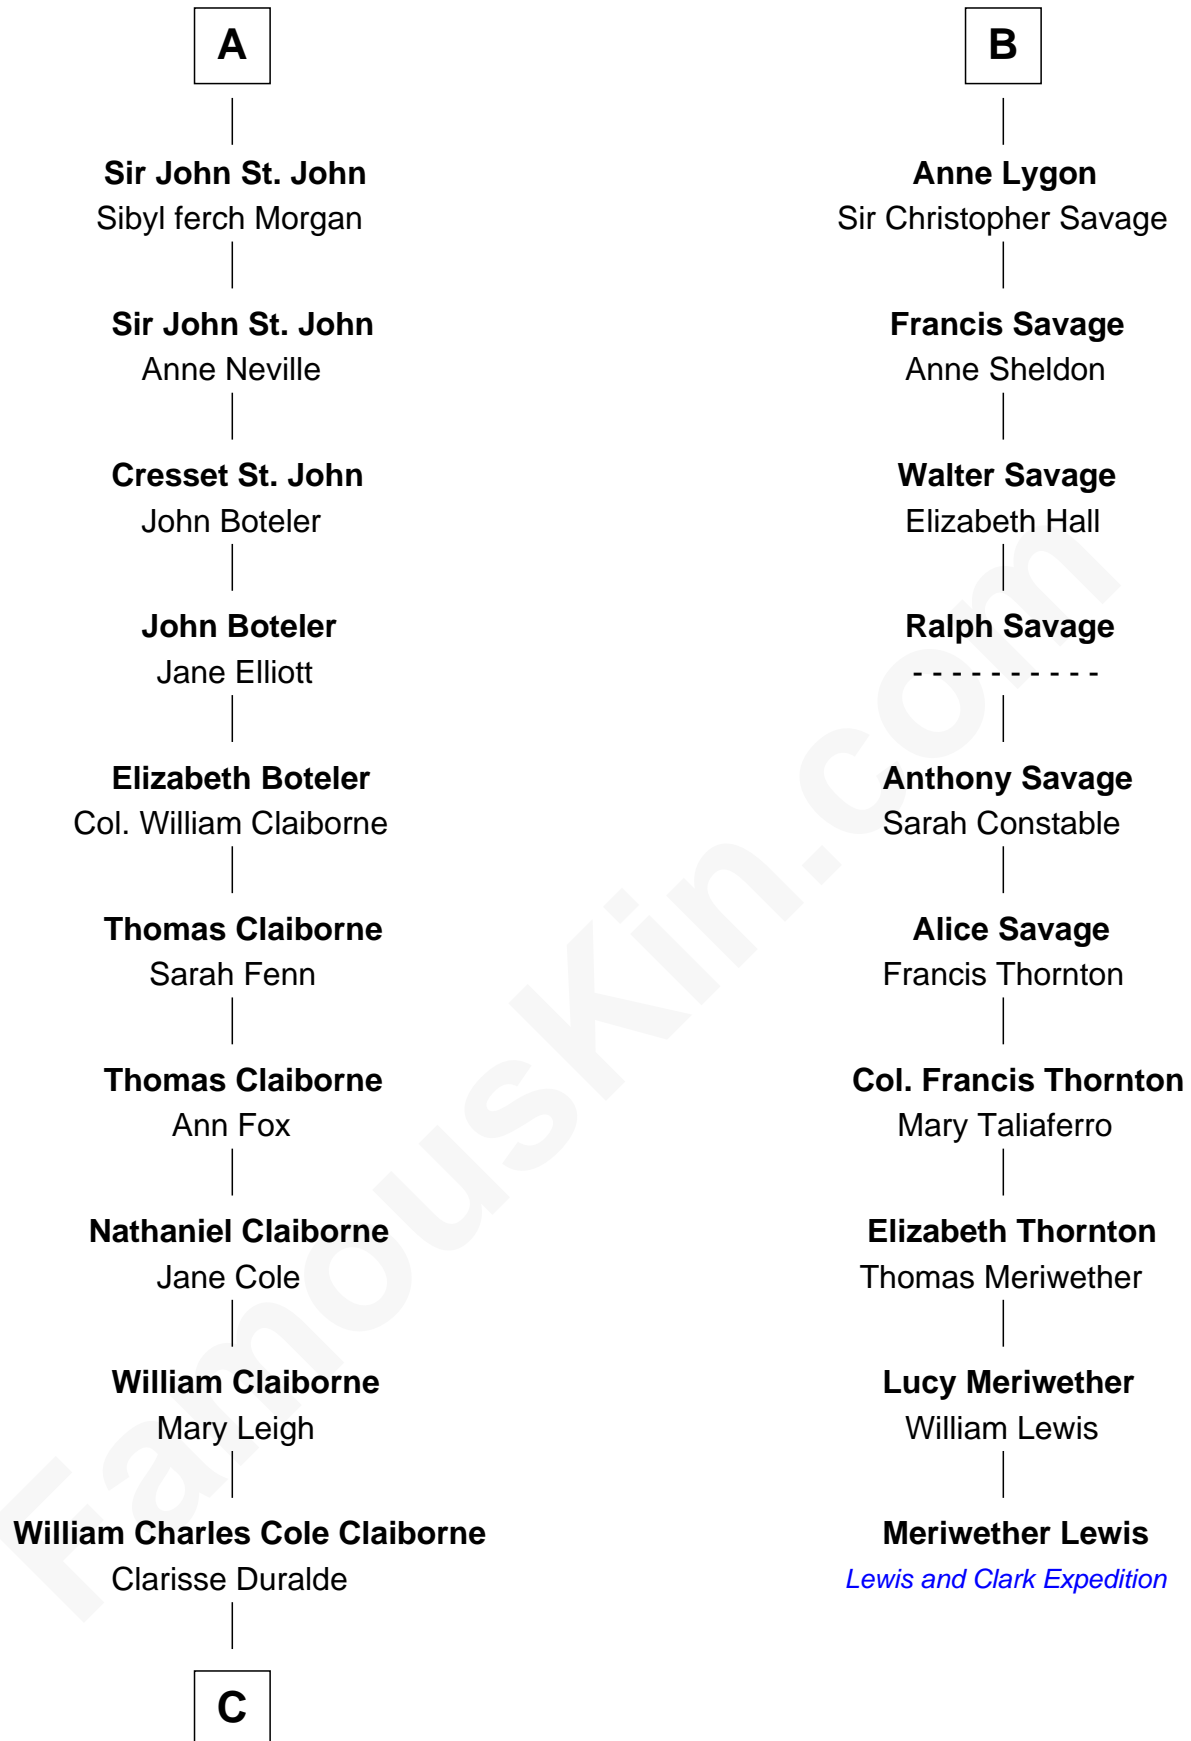 A
Sir John St. John
Sibyl ferch Morgan
Sir John St. John
Anne Neville
Cresset St. John
John Boteler
John Boteler
Jane Elliott
Elizabeth Boteler
Col. William Claiborne
Thomas Claiborne
Sarah Fenn
Thomas Claiborne
Ann Fox
Nathaniel Claiborne
Jane Cole
William Claiborne
Mary Leigh
William Charles Cole Claiborne
Clarisse Duralde
C
B
Anne Lygon
Sir Christopher Savage
Francis Savage
Anne Sheldon
Walter Savage
Elizabeth Hall
Ralph Savage
- - - - - - - - - -
Anthony Savage
Sarah Constable
Alice Savage
Francis Thornton
Col. Francis Thornton
Mary Taliaferro
Elizabeth Thornton
Thomas Meriwether
Lucy Meriwether
William Lewis
Meriwether Lewis
Lewis and Clark Expedition
FamousKin.com